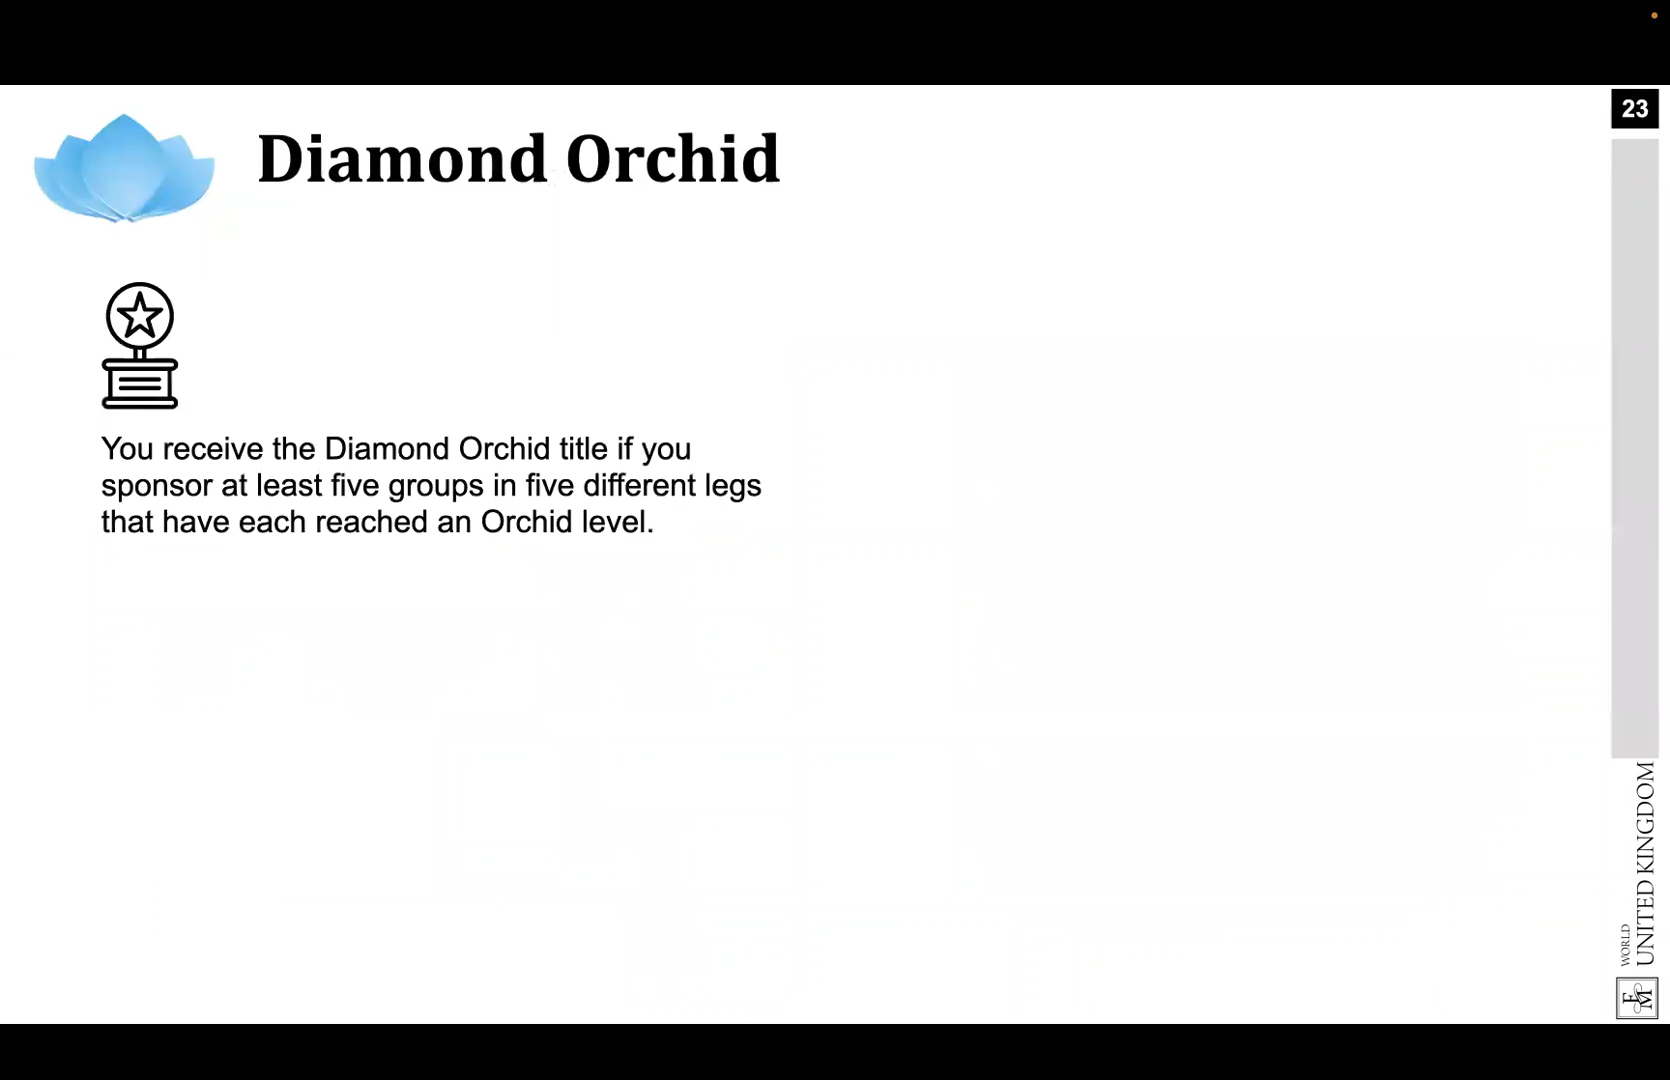 23
Diamond Orchid
You receive the Diamond Orchid title if you
sponsor at least five groups in five different legs
that have each reached an Orchid level.
FM
WORLD
UNITED KINGDOM